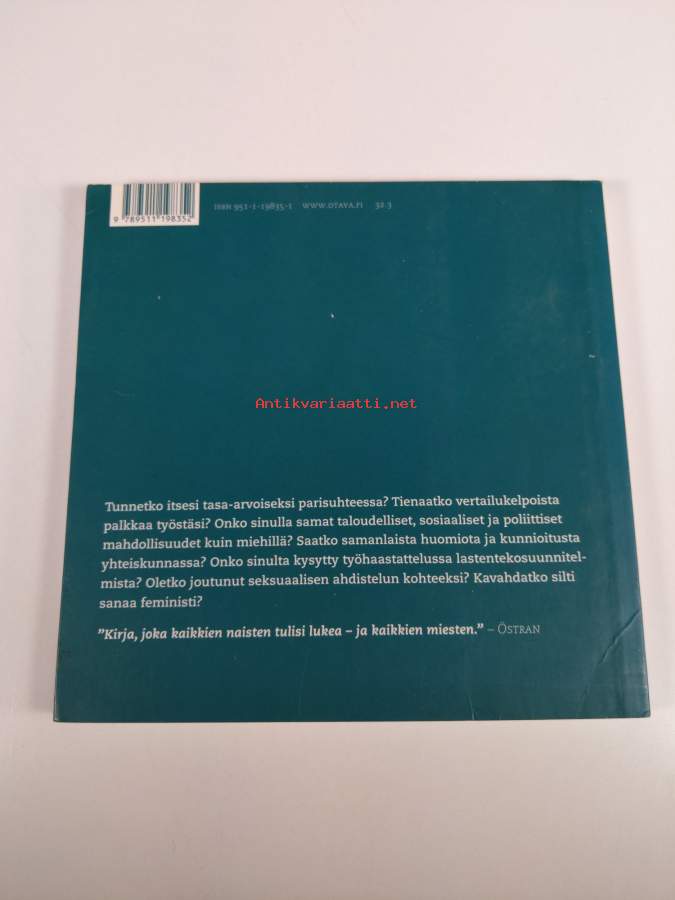 9 789511 198352
ISBN 951-1-19835-1 WWW.OTAVA.FI 32.3
Antikvariaatti.net
Tunnetko itsesi tasa-arvoiseksi parisuhteessa? Tienaatko vertailukelpoista
palkkaa työstäsi? Onko sinulla samat taloudelliset, sosiaaliset ja poliittiset
mahdollisuudet kuin miehillä? Saatko samanlaista huomiota ja kunnioitusta
yhteiskunnassa? Onko sinulta kysytty työhaastattelussa lastentekosuunnitel-
mista? Oletko joutunut seksuaalisen ahdistelun kohteeksi? Kavahdatko silti
sanaa feministi?
”Kirja, joka kaikkien naisten tulisi lukea – ja kaikkien miesten.” – ÖSTRAN